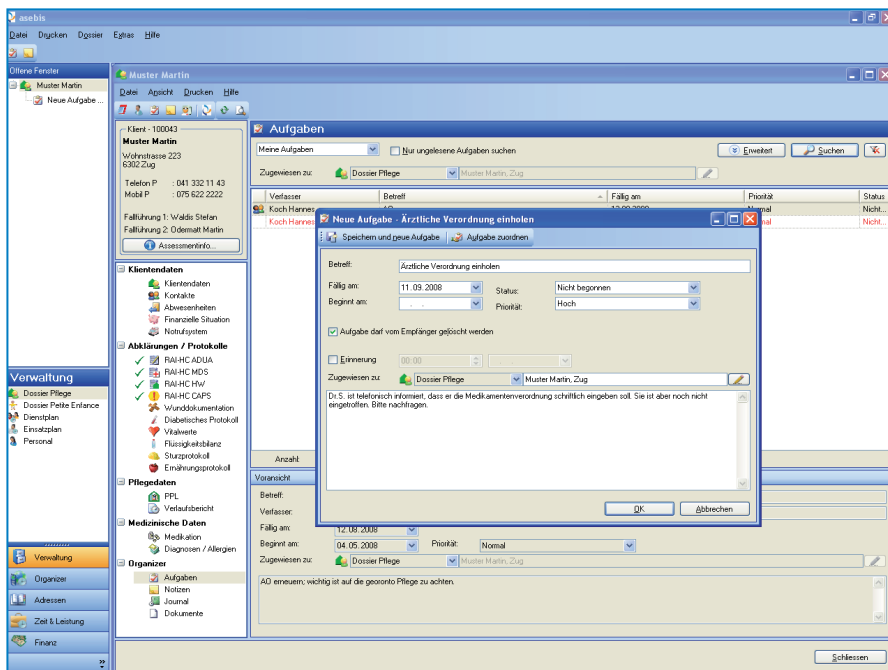 asebis
Datei Drucken Dossier Extras Hilfe
Offene Fenster
Muster Martin
Neue Aufgabe ...
Verwaltung
Dossier Pflege
Dossier Petite Enfance
Dienstplan
Einsatzplan
Personal
Verwaltung
Organizer
Adressen
Zeit & Leistung
Finanz
Muster Martin
Datei Ansicht Drucken Hilfe
Klient - 100043
Muster Martin
Wohnstrasse 223
6302 Zug
Telefon P : 041 332 11 43
Mobil P : 075 622 2222
Fallführung 1: Waldis Stefan
Fallführung 2: Odermatt Martin
Assessmentinfo...
Klientendaten
Klientendaten
Kontakte
Abwesenheiten
Finanzielle Situation
Notrufsystem
Abklärungen / Protokolle
RAI-HC ADUA
RAI-HC MDS
RAI-HC HW
RAI-HC CAPS
Wunddokumentation
Diabetisches Protokoll
Vitalwerte
Flüssigkeitsbilanz
Sturzprotokoll
Ernährungsprotokoll
Pflegedaten
PPL
Verlaufsbericht
Medizinische Daten
Medikation
Diagnosen / Allergien
Organizer
Aufgaben
Notizen
Journal
Dokumente
Aufgaben
Meine Aufgaben Nur ungelesene Aufgaben suchen Erweitert Suchen
Zugewiesen zu: Dossier Pflege Muster Martin, Zug
Verfasser Betreff Fällig am Priorität Status
Koch Hannes Nicht...
Koch Hannes Nicht...
Neue Aufgabe - Ärztliche Verordnung einholen
Speichern und neue Aufgabe Aufgabe zuordnen
Betreff: Ärztliche Verordnung einholen
Fällig am: 11.09.2008 Status: Nicht begonnen
Beginnt am: . . Priorität: Hoch
Aufgabe darf vom Empfänger gelöscht werden
Erinnerung 00:00
Zugewiesen zu: Dossier Pflege Muster Martin, Zug
Dr.S. ist telefonisch informiert, dass er die Medikamentenverordnung schriftlich eingeben soll. Sie ist aber noch nicht
eingetroffen. Bitte nachfragen.
OK Abbrechen
Anzahl:
Voransicht
Betreff:
Verfasser:
Fällig am: 12.08.2008
Beginnt am: 04.05.2008 Priorität: Normal
Zugewiesen zu: Dossier Pflege Muster Martin, Zug
AO erneuern; wichtig ist auf die georonto Pflege zu achten.
Schliessen